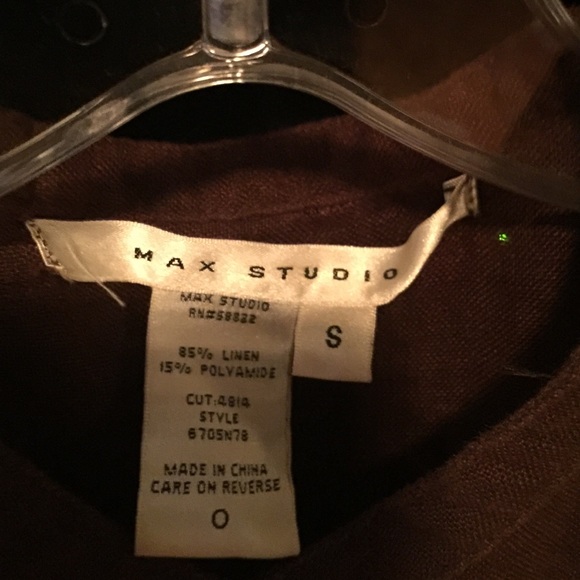 MAX STUDIO
MAX STUDIO
RN#58822
S
85% LINEN
15% POLYAMIDE
CUT:4814
STYLE
6705N78
MADE IN CHINA
CARE ON REVERSE
O